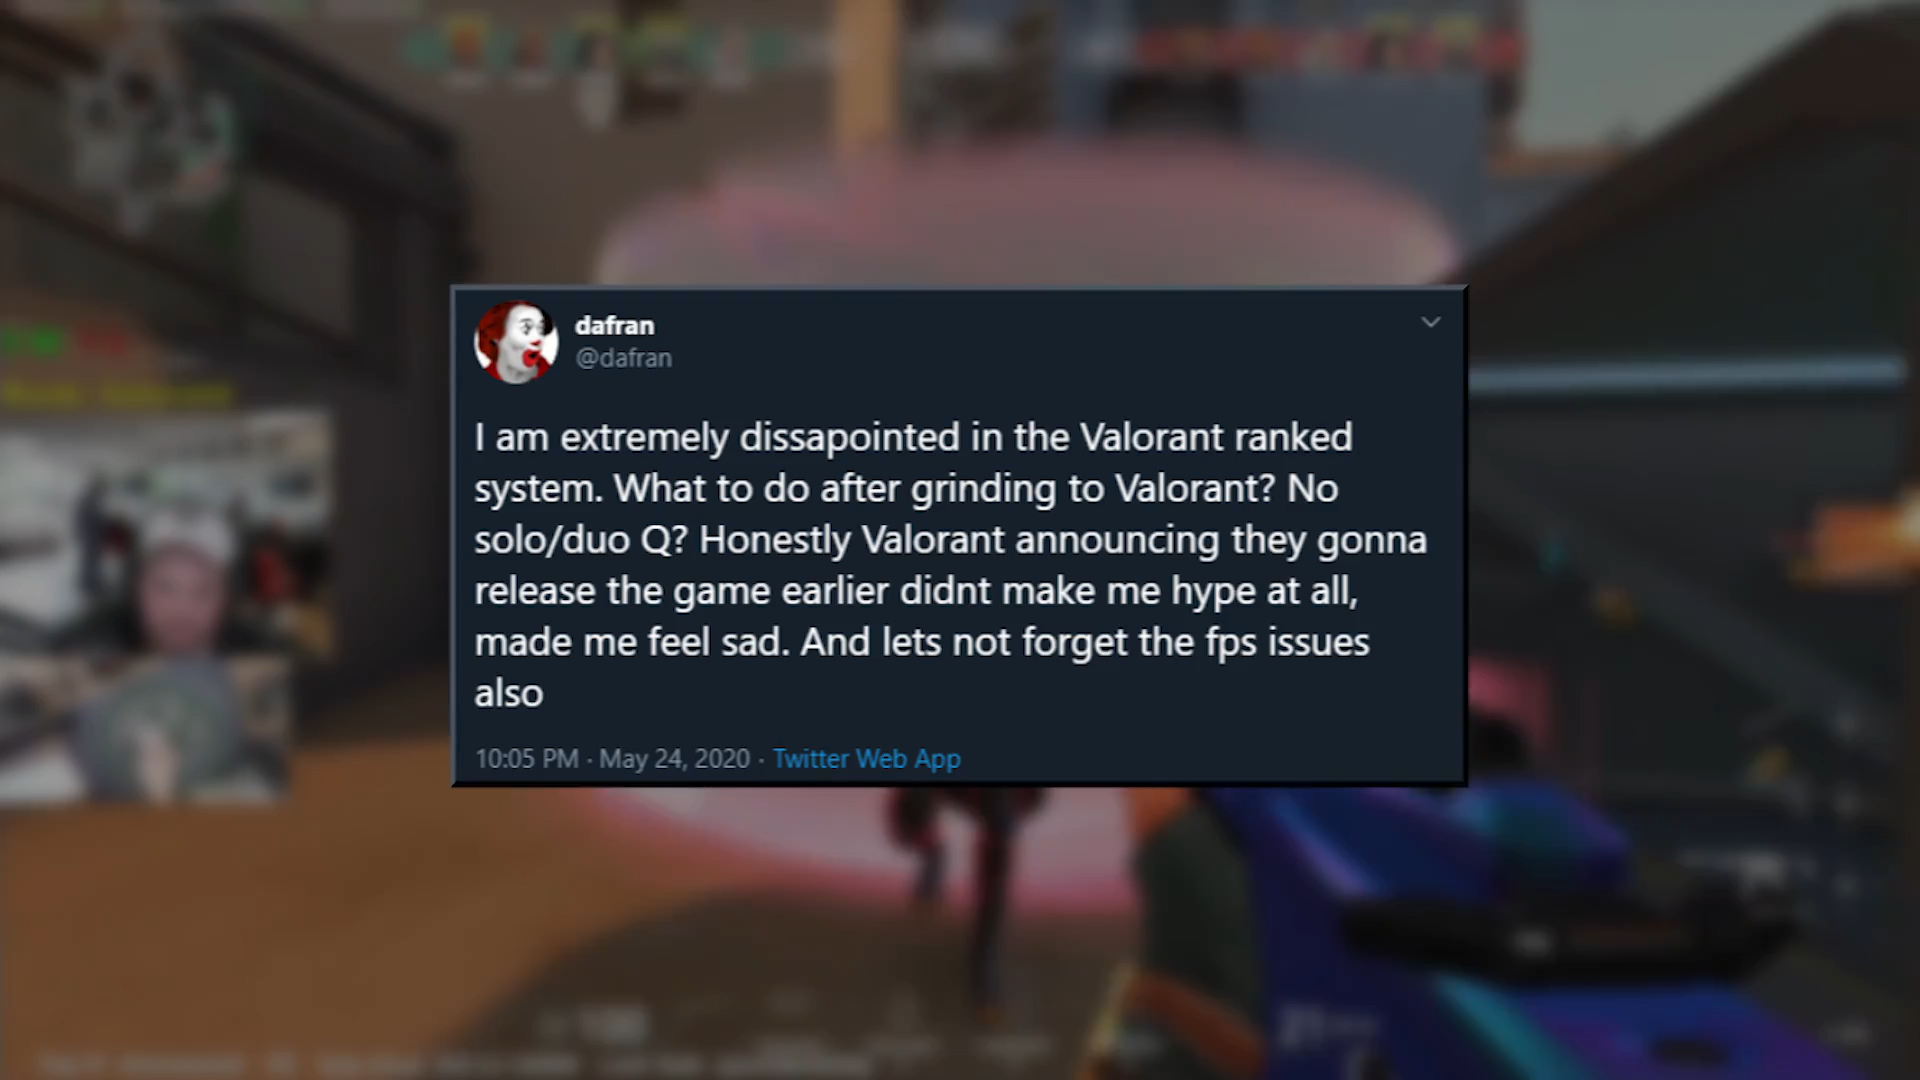 dafran
@dafran
I am extremely dissapointed in the Valorant ranked
system. What to do after grinding to Valorant? No
solo/duo Q? Honestly Valorant announcing they gonna
release the game earlier didnt make me hype at all,
made me feel sad. And lets not forget the fps issues
also
10:05 PM · May 24, 2020 · Twitter Web App